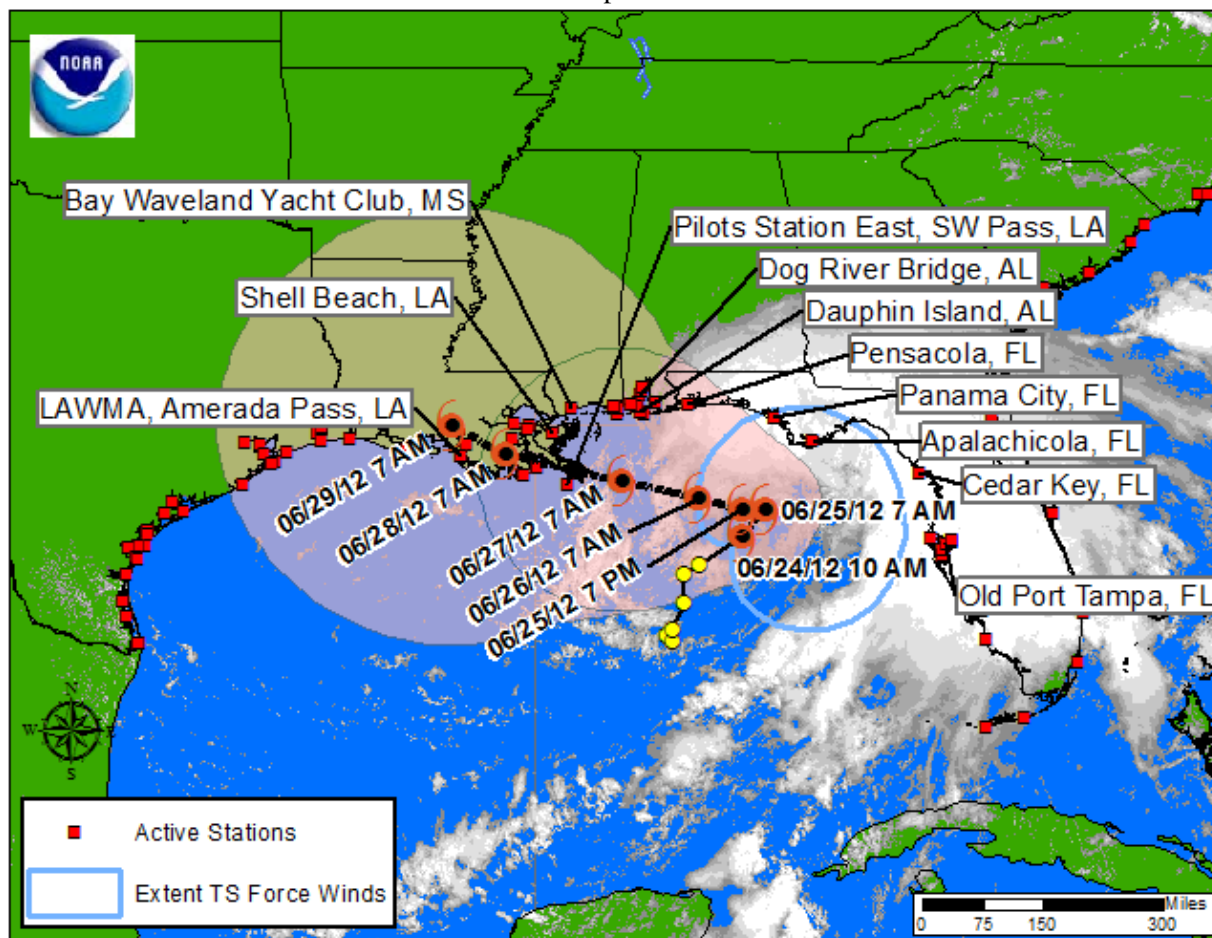 NOAA
Bay Waveland Yacht Club, MS
Pilots Station East, SW Pass, LA
Dog River Bridge, AL
Shell Beach, LA
Dauphin Island, AL
Pensacola, FL
LAWMA, Amerada Pass, LA
Panama City, FL
Apalachicola, FL
Cedar Key, FL
06/29/12 7 AM
06/28/12 7 AM
06/27/12 7 AM
06/26/12 7 AM
06/25/12 7 PM
06/25/12 7 AM
06/24/12 10 AM
Old Port Tampa, FL
N
W
E
S
Active Stations
Extent TS Force Winds
Miles
0 75 150 300